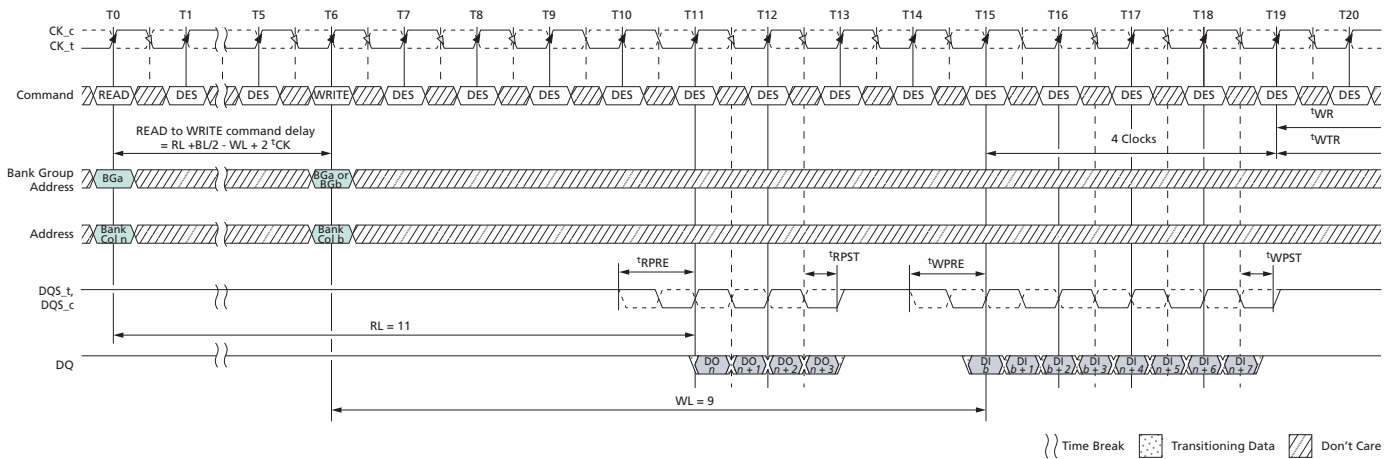 T0 T1 T5 T6 T7 T8 T9 T10 T11 T12 T13 T14 T15 T16 T17 T18 T19 T20
CK_c
CK_t
Command READ DES DES WRITE DES DES DES DES DES DES DES DES DES DES DES DES DES DES
tWR
READ to WRITE command delay
= RL +BL/2 - WL + 2 tCK
4 Clocks
tWTR
Bank Group
Address
BGa
BGa or
BGb
Address
Bank
Col n
Bank
Col b
tRPRE tRPST tWPRE tWPST
DQS_t,
DQS_c
RL = 11
DQ
DO
n
DO
n + 1
DO
n + 2
DO
n + 3
DI
b
DI
b + 1
DI
b + 2
DI
b + 3
DI
n + 4
DI
n + 5
DI
n + 6
DI
n + 7
WL = 9
Time Break Transitioning Data Don't Care